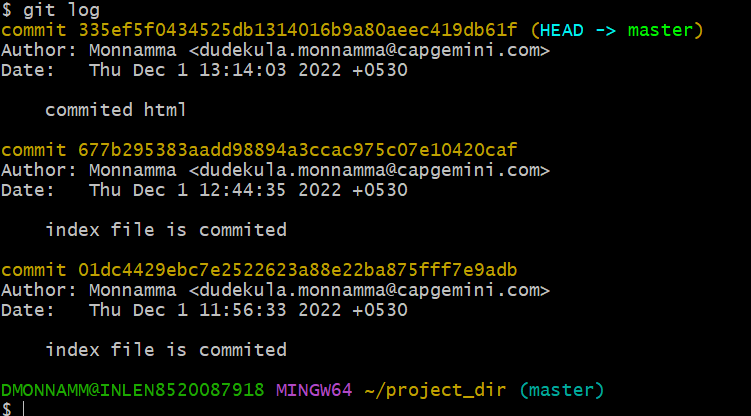 $ git log
commit 335ef5f0434525db1314016b9a80aeec419db61f (HEAD -> master)
Author: Monnamma <dudekula.monnamma@capgemini.com>
Date:   Thu Dec 1 13:14:03 2022 +0530
commited html
commit 677b295383aadd98894a3ccac975c07e10420caf
Author: Monnamma <dudekula.monnamma@capgemini.com>
Date:   Thu Dec 1 12:44:35 2022 +0530
index file is commited
commit 01dc4429ebc7e2522623a88e22ba875fff7e9adb
Author: Monnamma <dudekula.monnamma@capgemini.com>
Date:   Thu Dec 1 11:56:33 2022 +0530
index file is commited
DMONNAMM@INLEN8520087918 MINGW64 ~/project_dir (master)
$